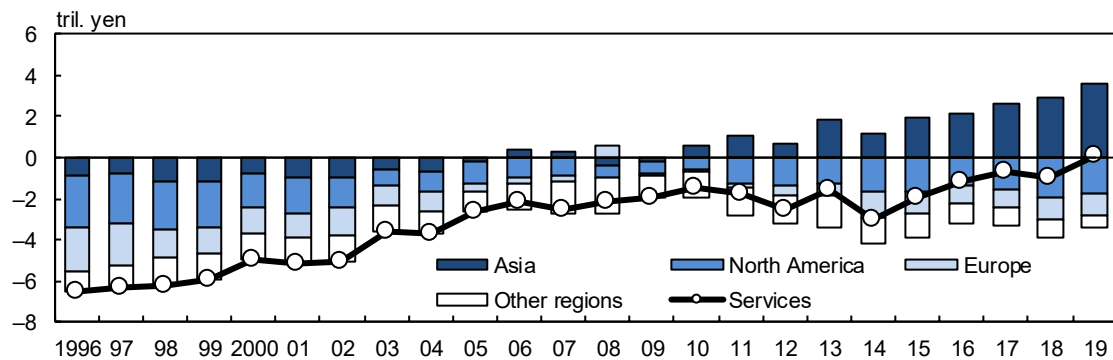 tril. yen
6
4
2
0
–2
–4
–6
–8
Asia North America Europe
Other regions Services
1996 97 98 99 2000 01 02 03 04 05 06 07 08 09 10 11 12 13 14 15 16 17 18 19